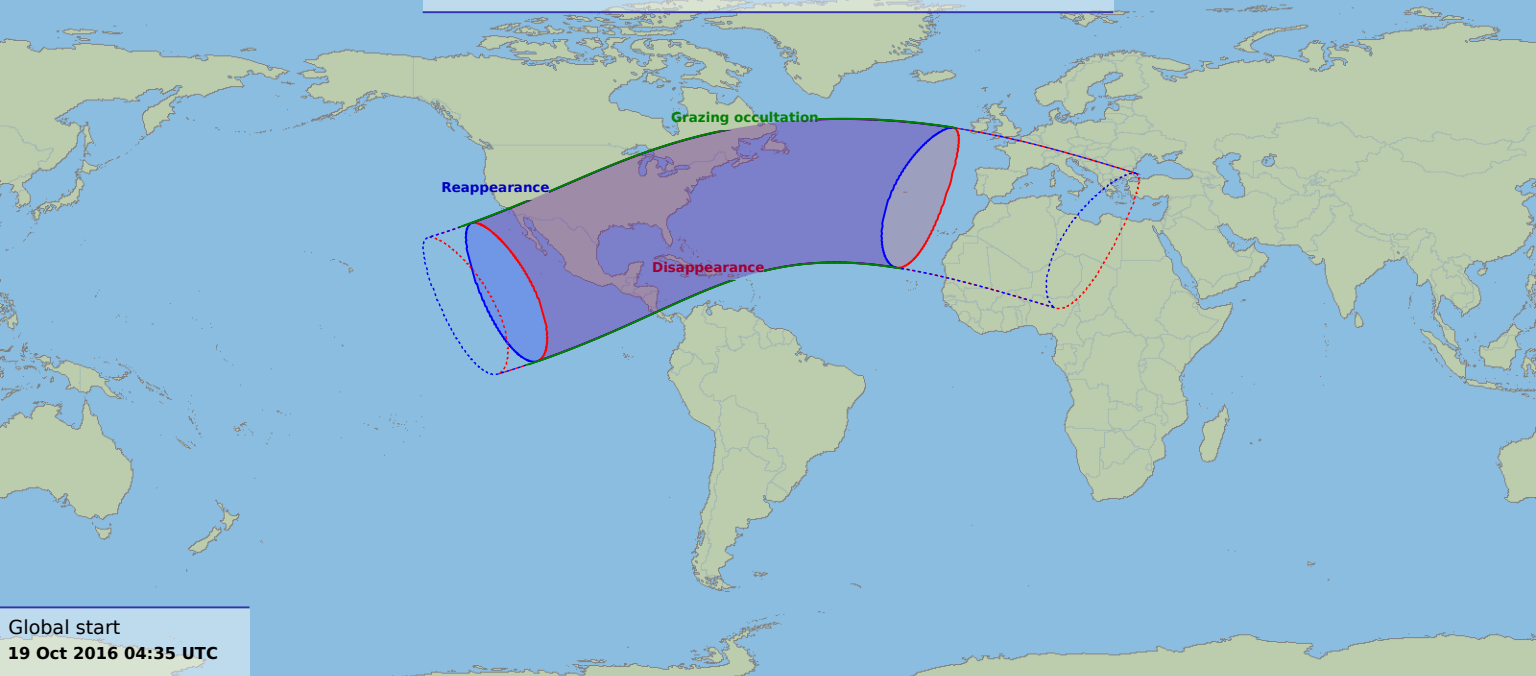 Grazing occultation
Reappearance
Disappearance
Global start
19 Oct 2016 04:35 UTC